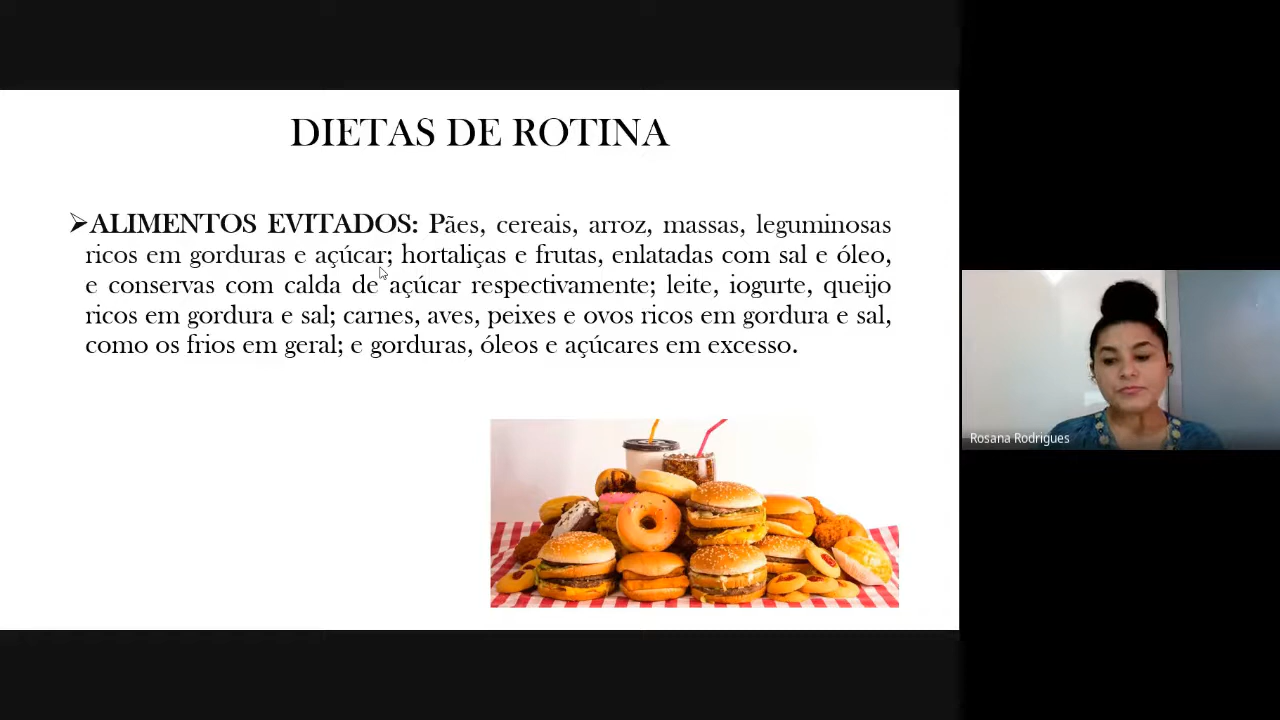 DIETAS DE ROTINA
➢ALIMENTOS EVITADOS: Pães, cereais, arroz, massas, leguminosas
ricos em gorduras e açúcar; hortaliças e frutas, enlatadas com sal e óleo,
e conservas com calda de açúcar respectivamente; leite, iogurte, queijo
ricos em gordura e sal; carnes, aves, peixes e ovos ricos em gordura e sal,
como os frios em geral; e gorduras, óleos e açúcares em excesso.
Rosana Rodrigues